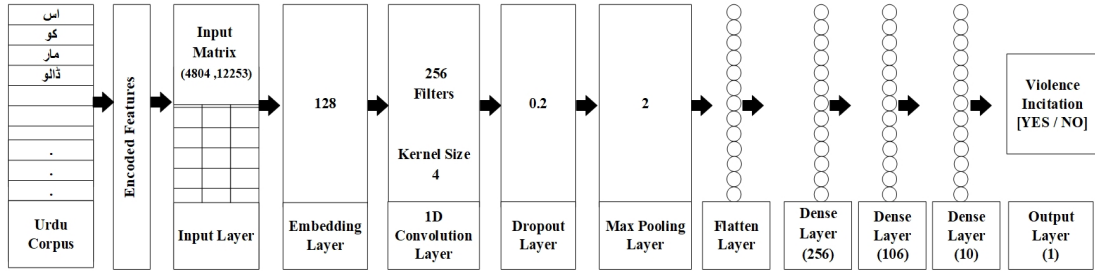 اس
کو
مار
ڈالو
.
.
.
Urdu
Corpus
Encoded Features
Input
Matrix
(4804 ,12253)
Input Layer
128
Embedding
Layer
256
Filters
Kernel Size
4
1D
Convolution
Layer
0.2
Dropout
Layer
2
Max Pooling
Layer
Flatten
Layer
Dense
Layer
(256)
Dense
Layer
(106)
Dense
Layer
(10)
Violence
Incitation
[YES / NO]
Output
Layer
(1)